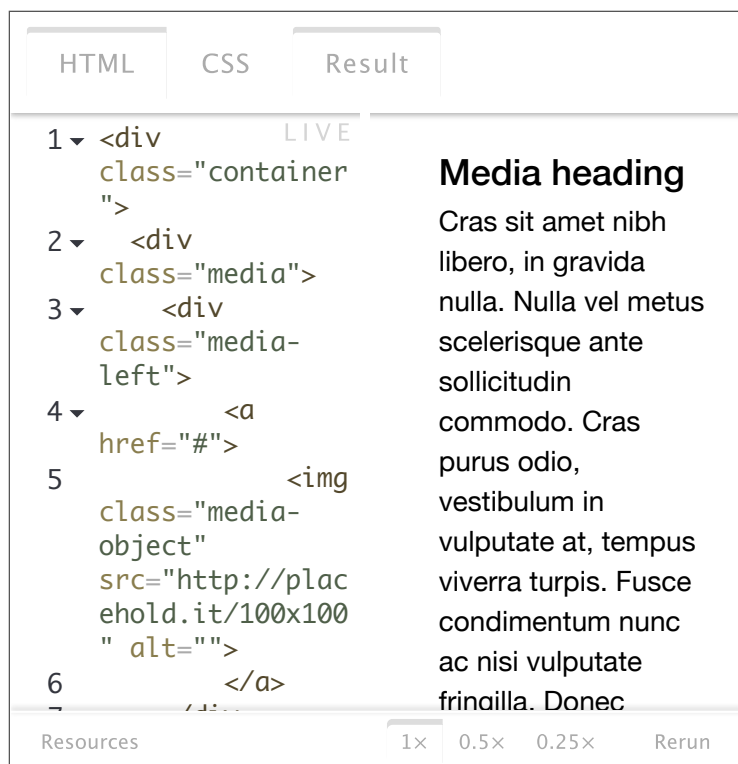 HTML CSS Result
LIVE
1 <div
class="container
">
2 <div
class="media">
3 <div
class="media-
left">
4 <a
href="#">
5 <img
class="media-
object"
src="http://plac
ehold.it/100x100
" alt="">
6 </a>
Media heading
Cras sit amet nibh
libero, in gravida
nulla. Nulla vel metus
scelerisque ante
sollicitudin
commodo. Cras
purus odio,
vestibulum in
vulputate at, tempus
viverra turpis. Fusce
condimentum nunc
ac nisi vulputate
fringilla. Donec
Resources 1× 0.5× 0.25× Rerun